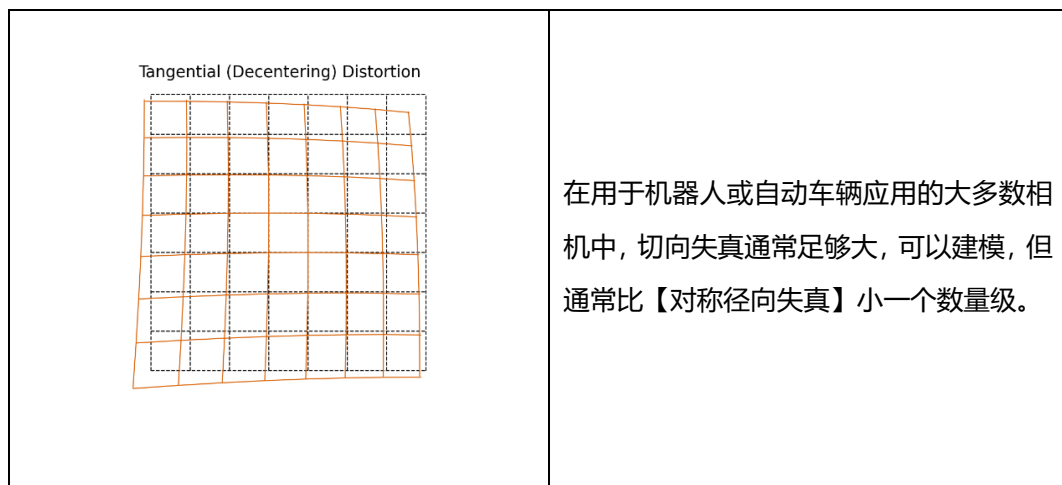 Tangential (Decentering) Distortion
在用于机器人或自动车辆应用的大多数相
机中，切向失真通常足够大，可以建模，但
通常比【对称径向失真】小一个数量级。